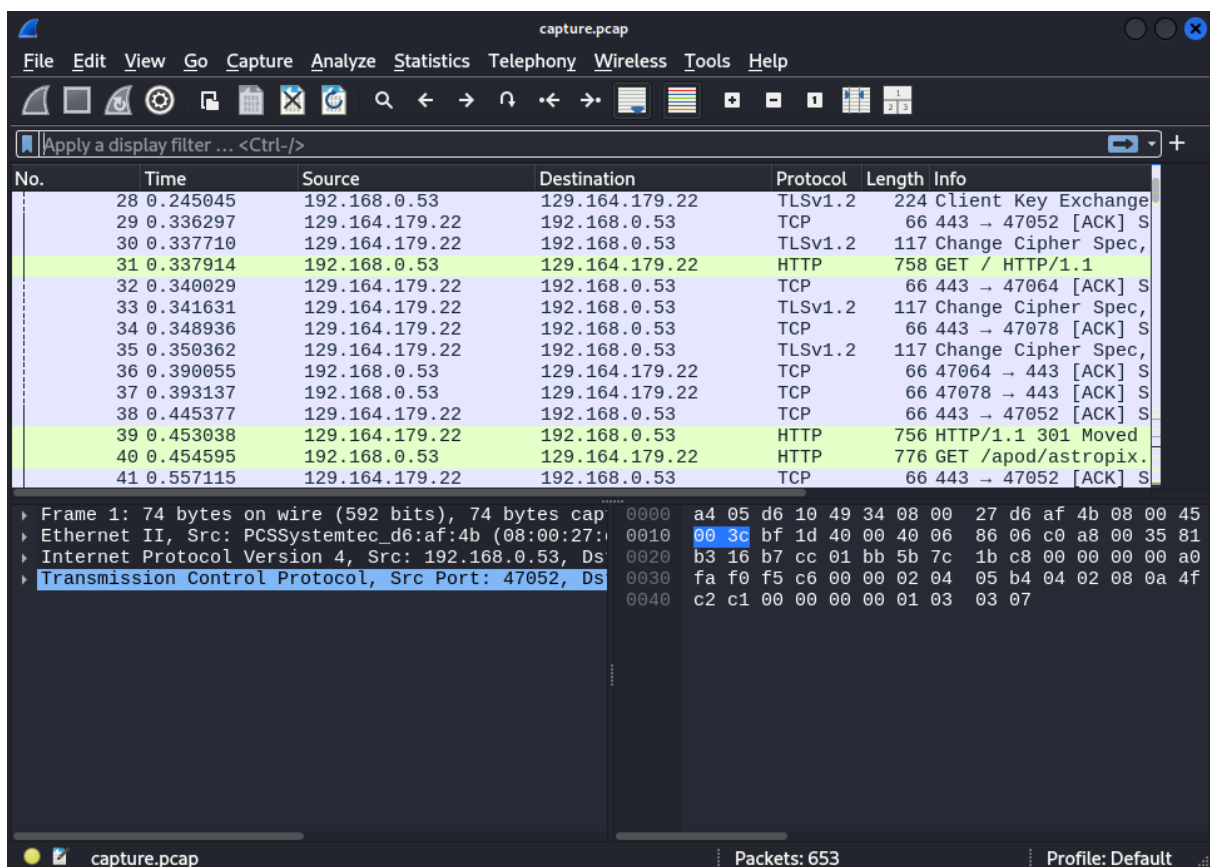 capture.pcap
File Edit View Go Capture Analyze Statistics Telephony Wireless Tools Help
Apply a display filter … <Ctrl-/>
No. Time Source Destination Protocol Length Info
28 0.245045 192.168.0.53 129.164.179.22 TLSv1.2 224 Client Key Exchange
29 0.336297 129.164.179.22 192.168.0.53 TCP 66 443 → 47052 [ACK] S
30 0.337710 129.164.179.22 192.168.0.53 TLSv1.2 117 Change Cipher Spec,
31 0.337914 192.168.0.53 129.164.179.22 HTTP 758 GET / HTTP/1.1
32 0.340029 129.164.179.22 192.168.0.53 TCP 66 443 → 47064 [ACK] S
33 0.341631 129.164.179.22 192.168.0.53 TLSv1.2 117 Change Cipher Spec,
34 0.348936 129.164.179.22 192.168.0.53 TCP 66 443 → 47078 [ACK] S
35 0.350362 129.164.179.22 192.168.0.53 TLSv1.2 117 Change Cipher Spec,
36 0.390055 192.168.0.53 129.164.179.22 TCP 66 47064 → 443 [ACK] S
37 0.393137 192.168.0.53 129.164.179.22 TCP 66 47078 → 443 [ACK] S
38 0.445377 129.164.179.22 192.168.0.53 TCP 66 443 → 47052 [ACK] S
39 0.453038 129.164.179.22 192.168.0.53 HTTP 756 HTTP/1.1 301 Moved
40 0.454595 192.168.0.53 129.164.179.22 HTTP 776 GET /apod/astropix.
41 0.557115 129.164.179.22 192.168.0.53 TCP 66 443 → 47052 [ACK] S
Frame 1: 74 bytes on wire (592 bits), 74 bytes cap
Ethernet II, Src: PCSSystemtec_d6:af:4b (08:00:27:
Internet Protocol Version 4, Src: 192.168.0.53, Ds
Transmission Control Protocol, Src Port: 47052, Ds
0000 a4 05 d6 10 49 34 08 00 27 d6 af 4b 08 00 45
0010 00 3c bf 1d 40 00 40 06 86 06 c0 a8 00 35 81
0020 b3 16 b7 cc 01 bb 5b 7c 1b c8 00 00 00 00 a0
0030 fa f0 f5 c6 00 00 02 04 05 b4 04 02 08 0a 4f
0040 c2 c1 00 00 00 00 01 03 03 07
capture.pcap Packets: 653 Profile: Default